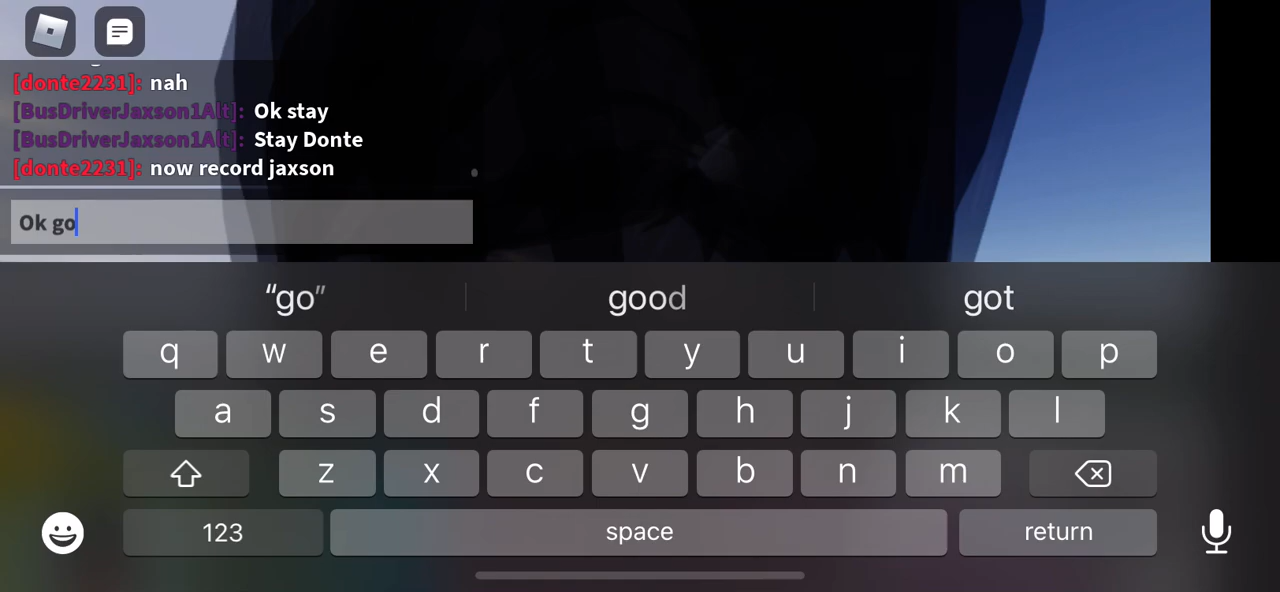 [donte2231]: nah
[BusDriverJaxson1Alt]: Ok stay
[BusDriverJaxson1Alt]: Stay Donte
[donte2231]: now record jaxson
Ok go
“go” good got
q w e r t y u i o p
a s d f g h j k l
z x c v b n m
123 space return